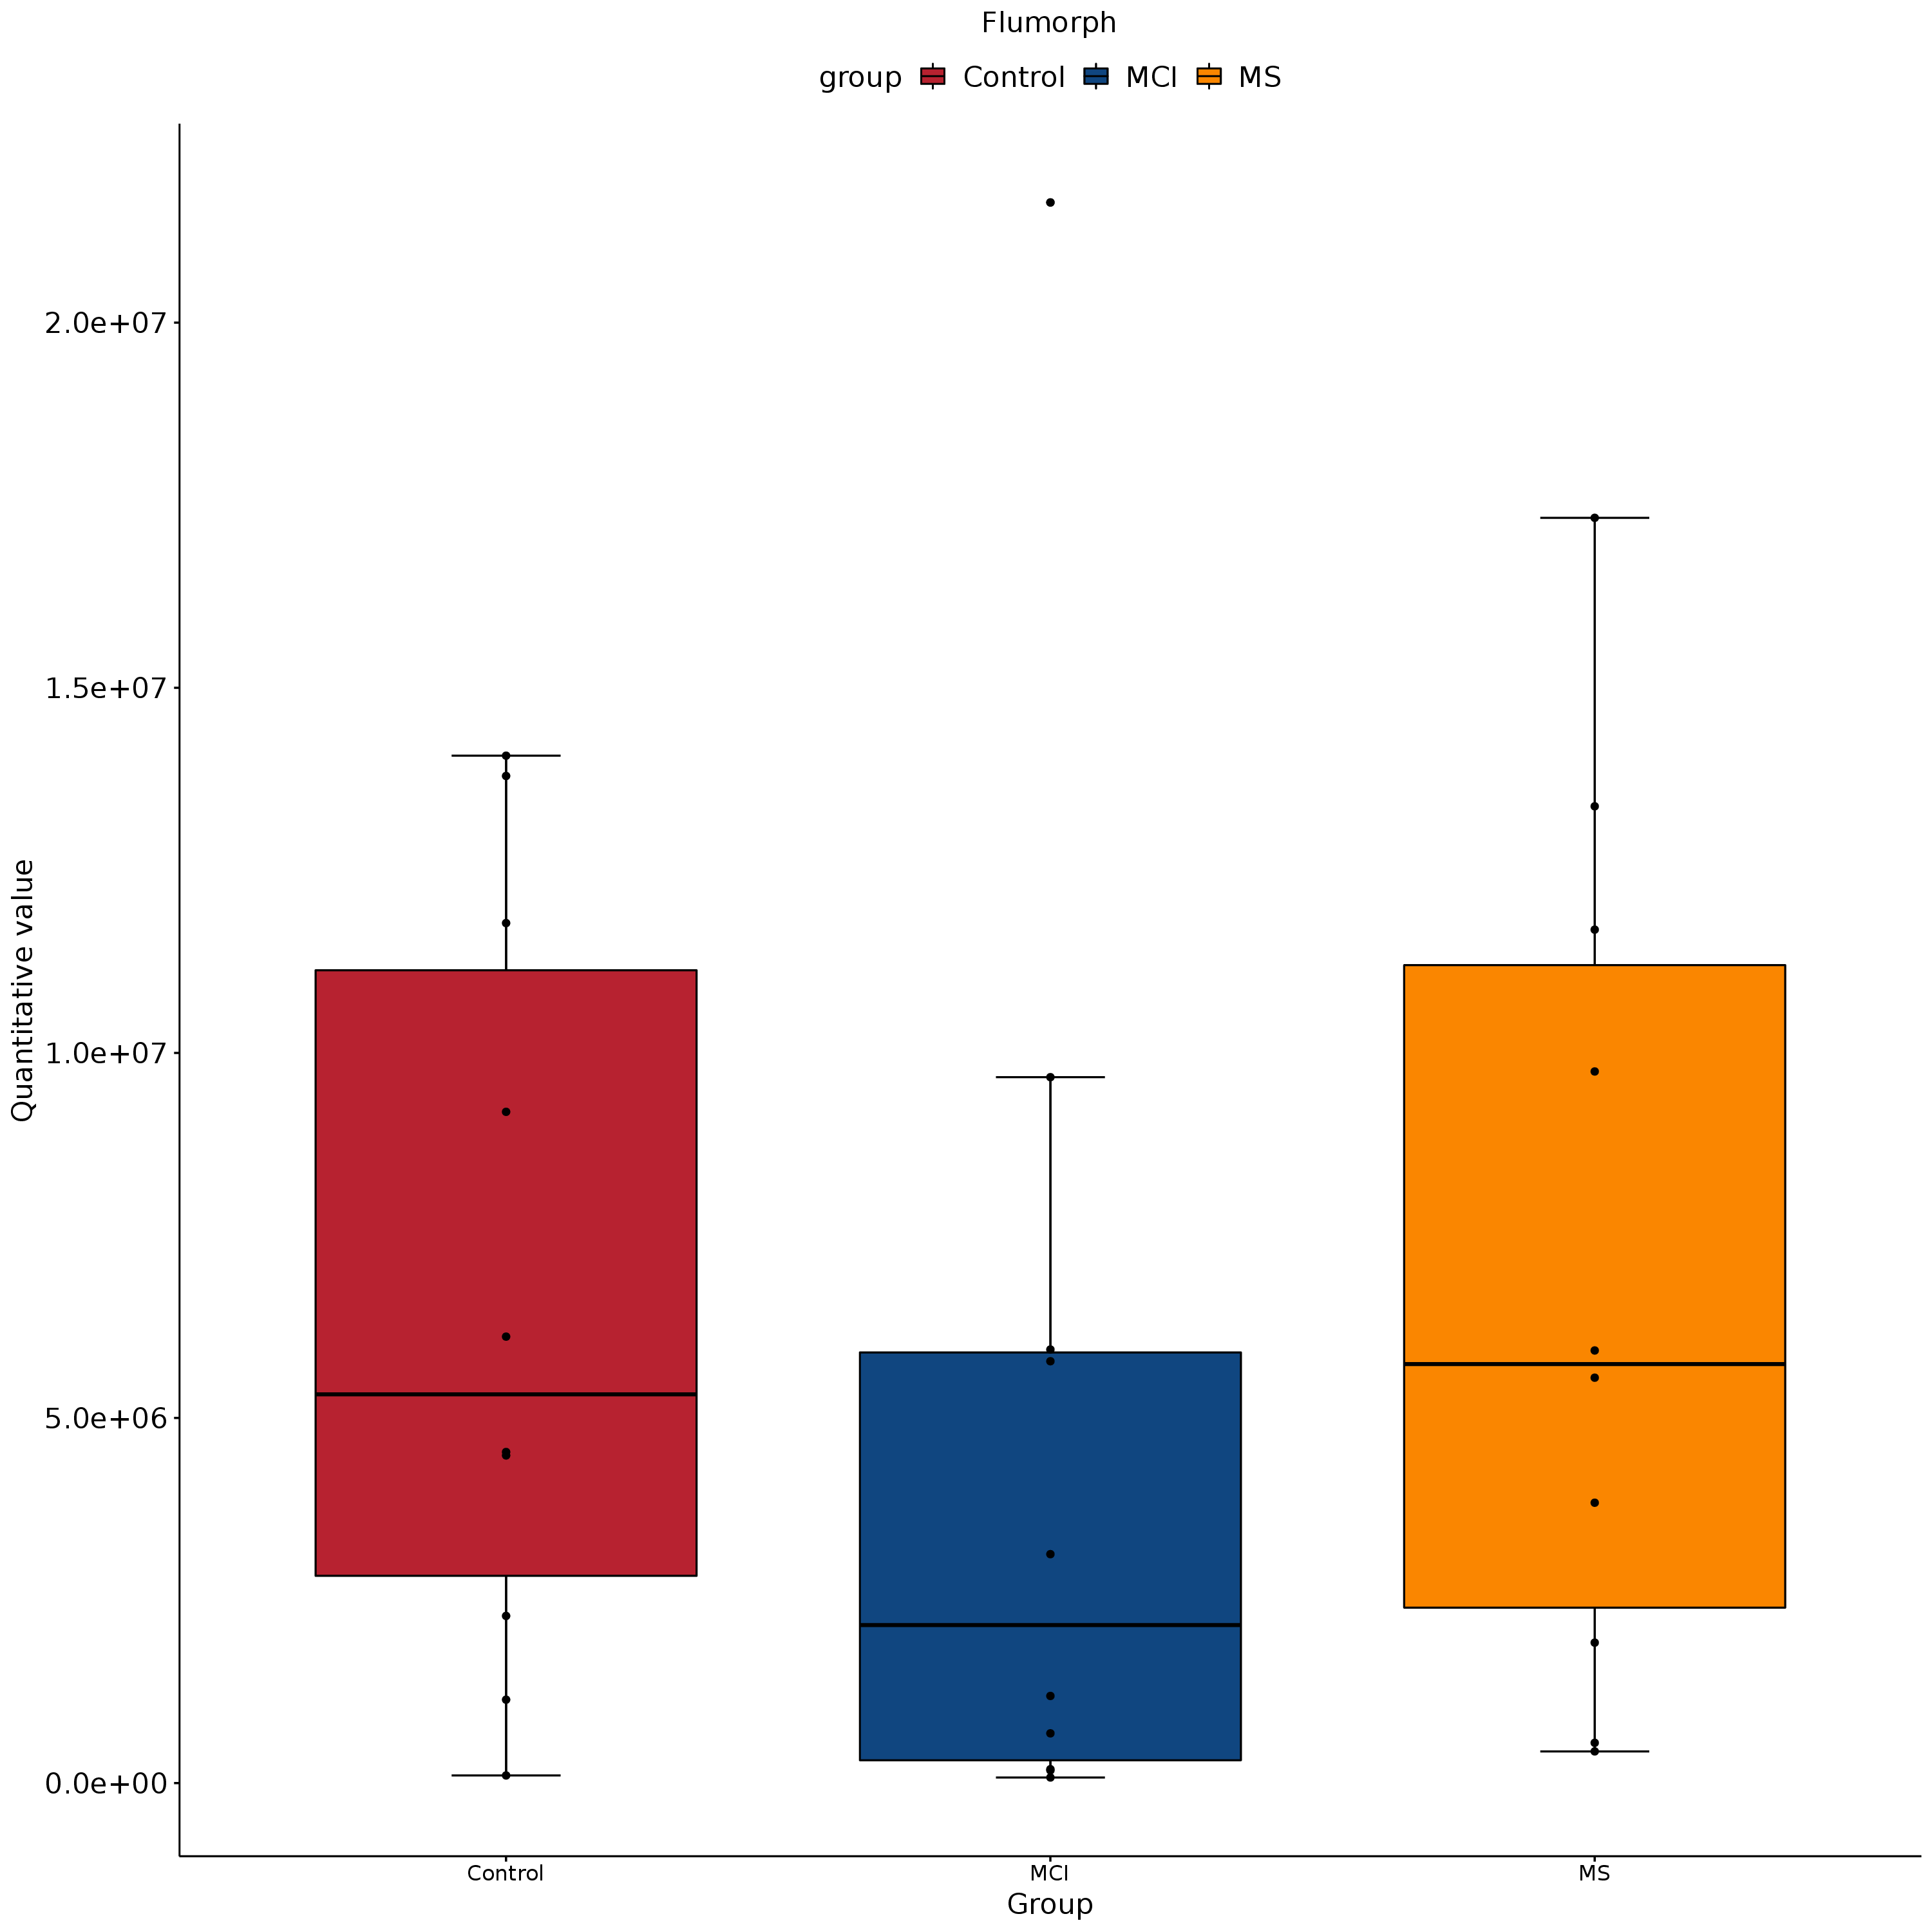 Flumorph
group Control MCI MS
Quantitative value
2.0e+07
1.5e+07
1.0e+07
5.0e+06
0.0e+00
Control MCI MS
Group